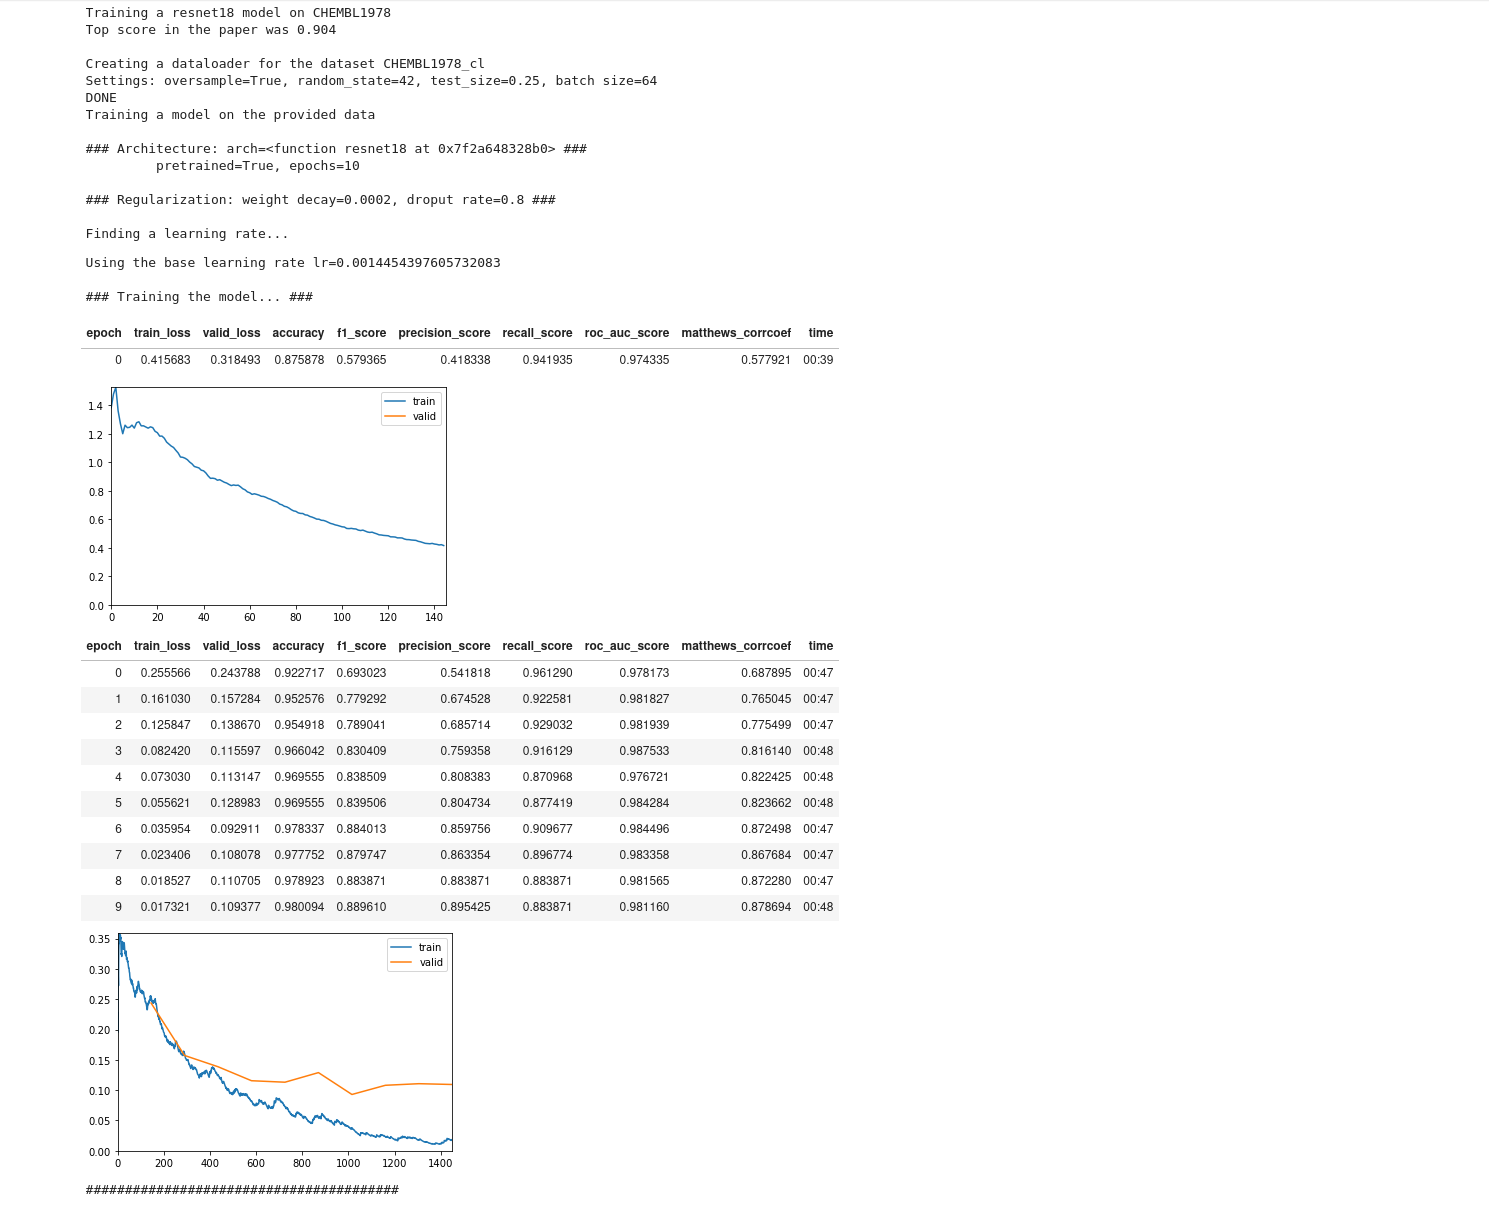 Training a resnet18 model on CHEMBL1978
Top score in the paper was 0.904
Creating a dataloader for the dataset CHEMBL1978_cl
Settings: oversample=True, random_state=42, test_size=0.25, batch size=64
DONE
Training a model on the provided data
### Architecture: arch=<function resnet18 at 0x7f2a648328b0> ###
pretrained=True, epochs=10
### Regularization: weight decay=0.0002, droput rate=0.8 ###
Finding a learning rate...
Using the base learning rate lr=0.0014454397605732083
### Training the model... ###
epoch train_loss valid_loss accuracy f1_score precision_score recall_score roc_auc_score matthews_corrcoef time
0 0.415683 0.318493 0.875878 0.579365 0.418338 0.941935 0.974335 0.577921 00:39
train
valid
1.4
1.2
1.0
0.8
0.6
0.4
0.2
0.0
0 20 40 60 80 100 120 140
epoch train_loss valid_loss accuracy f1_score precision_score recall_score roc_auc_score matthews_corrcoef time
0 0.255566 0.243788 0.922717 0.693023 0.541818 0.961290 0.978173 0.687895 00:47
1 0.161030 0.157284 0.952576 0.779292 0.674528 0.922581 0.981827 0.765045 00:47
2 0.125847 0.138670 0.954918 0.789041 0.685714 0.929032 0.981939 0.775499 00:47
3 0.082420 0.115597 0.966042 0.830409 0.759358 0.916129 0.987533 0.816140 00:48
4 0.073030 0.113147 0.969555 0.838509 0.808383 0.870968 0.976721 0.822425 00:48
5 0.055621 0.128983 0.969555 0.839506 0.804734 0.877419 0.984284 0.823662 00:48
6 0.035954 0.092911 0.978337 0.884013 0.859756 0.909677 0.984496 0.872498 00:47
7 0.023406 0.108078 0.977752 0.879747 0.863354 0.896774 0.983358 0.867684 00:47
8 0.018527 0.110705 0.978923 0.883871 0.883871 0.883871 0.981565 0.872280 00:47
9 0.017321 0.109377 0.980094 0.889610 0.895425 0.883871 0.981160 0.878694 00:48
train
valid
0.35
0.30
0.25
0.20
0.15
0.10
0.05
0.00
0 200 400 600 800 1000 1200 1400
########################################